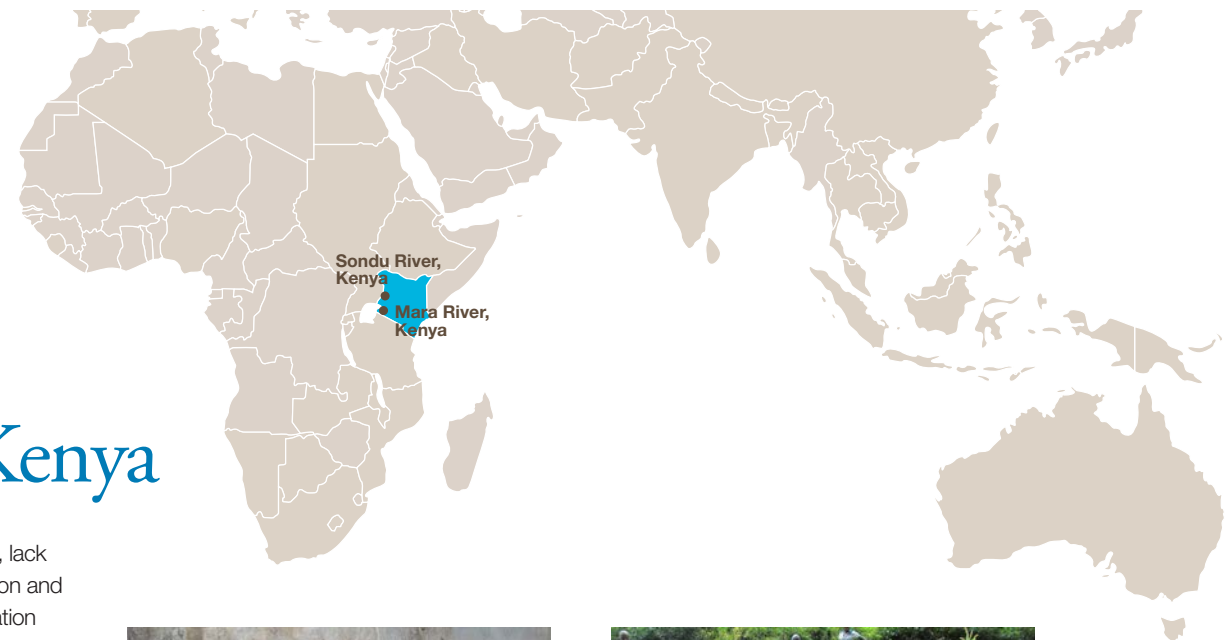 Sondu River,
Kenya
Mara River,
Kenya
Kenya
, lack
on and
ation